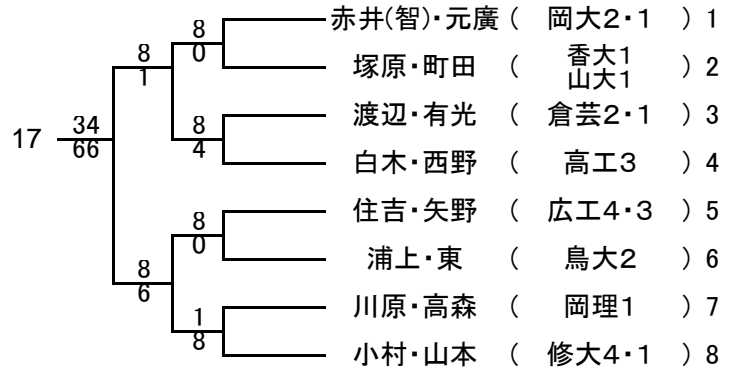 赤井(智)・元廣 ( 岡大2・1 ) 1
8
0
塚原・町田 ( 香大1 山大1 ) 2
8
1
渡辺・有光 ( 倉芸2・1 ) 3
8
4
白木・西野 ( 高工3 ) 4
17
34
66
住吉・矢野 ( 広工4・3 ) 5
8
0
浦上・東 ( 鳥大2 ) 6
8
6
川原・高森 ( 岡理1 ) 7
1
8
小村・山本 ( 修大4・1 ) 8